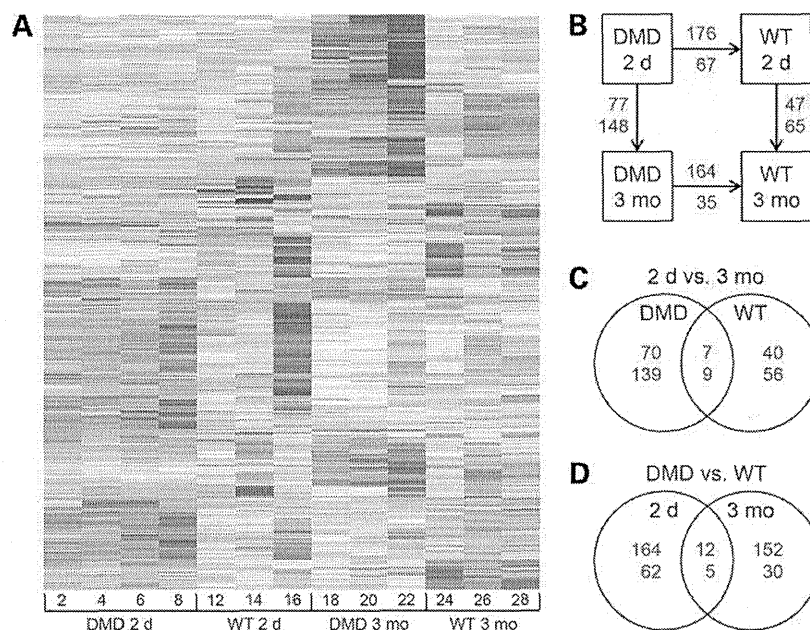 A
2 4 6 8 12 14 16 18 20 22 24 26 28
DMD 2 d WT 2 d DMD 3 mo WT 3 mo
B
DMD
2 d
176
67
WT
2 d
77
148
47
65
DMD
3 mo
164
35
WT
3 mo
C
2 d vs. 3 mo
DMD WT
70 7 40
139 9 56
D
DMD vs. WT
2 d 3 mo
164 12 152
62 5 30